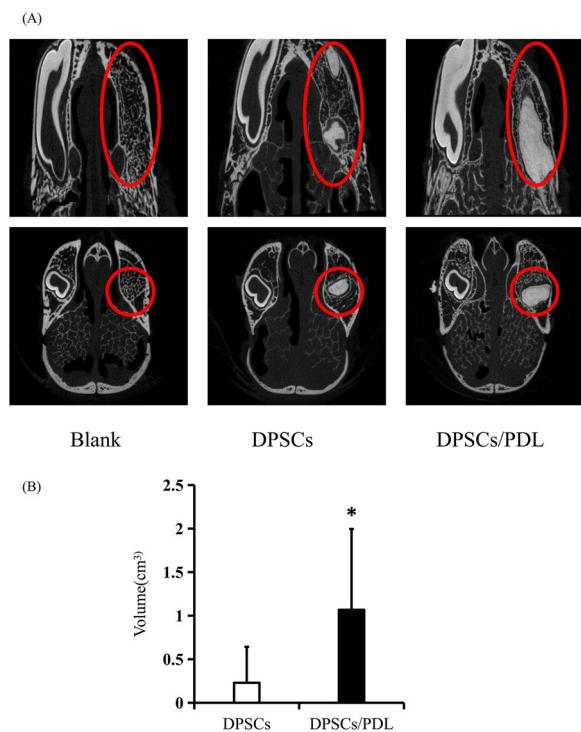 (A)
Blank DPSCs DPSCs/PDL
(B)
Volume(cm³)
2.5
2
1.5
1
0.5
0
*
DPSCs DPSCs/PDL